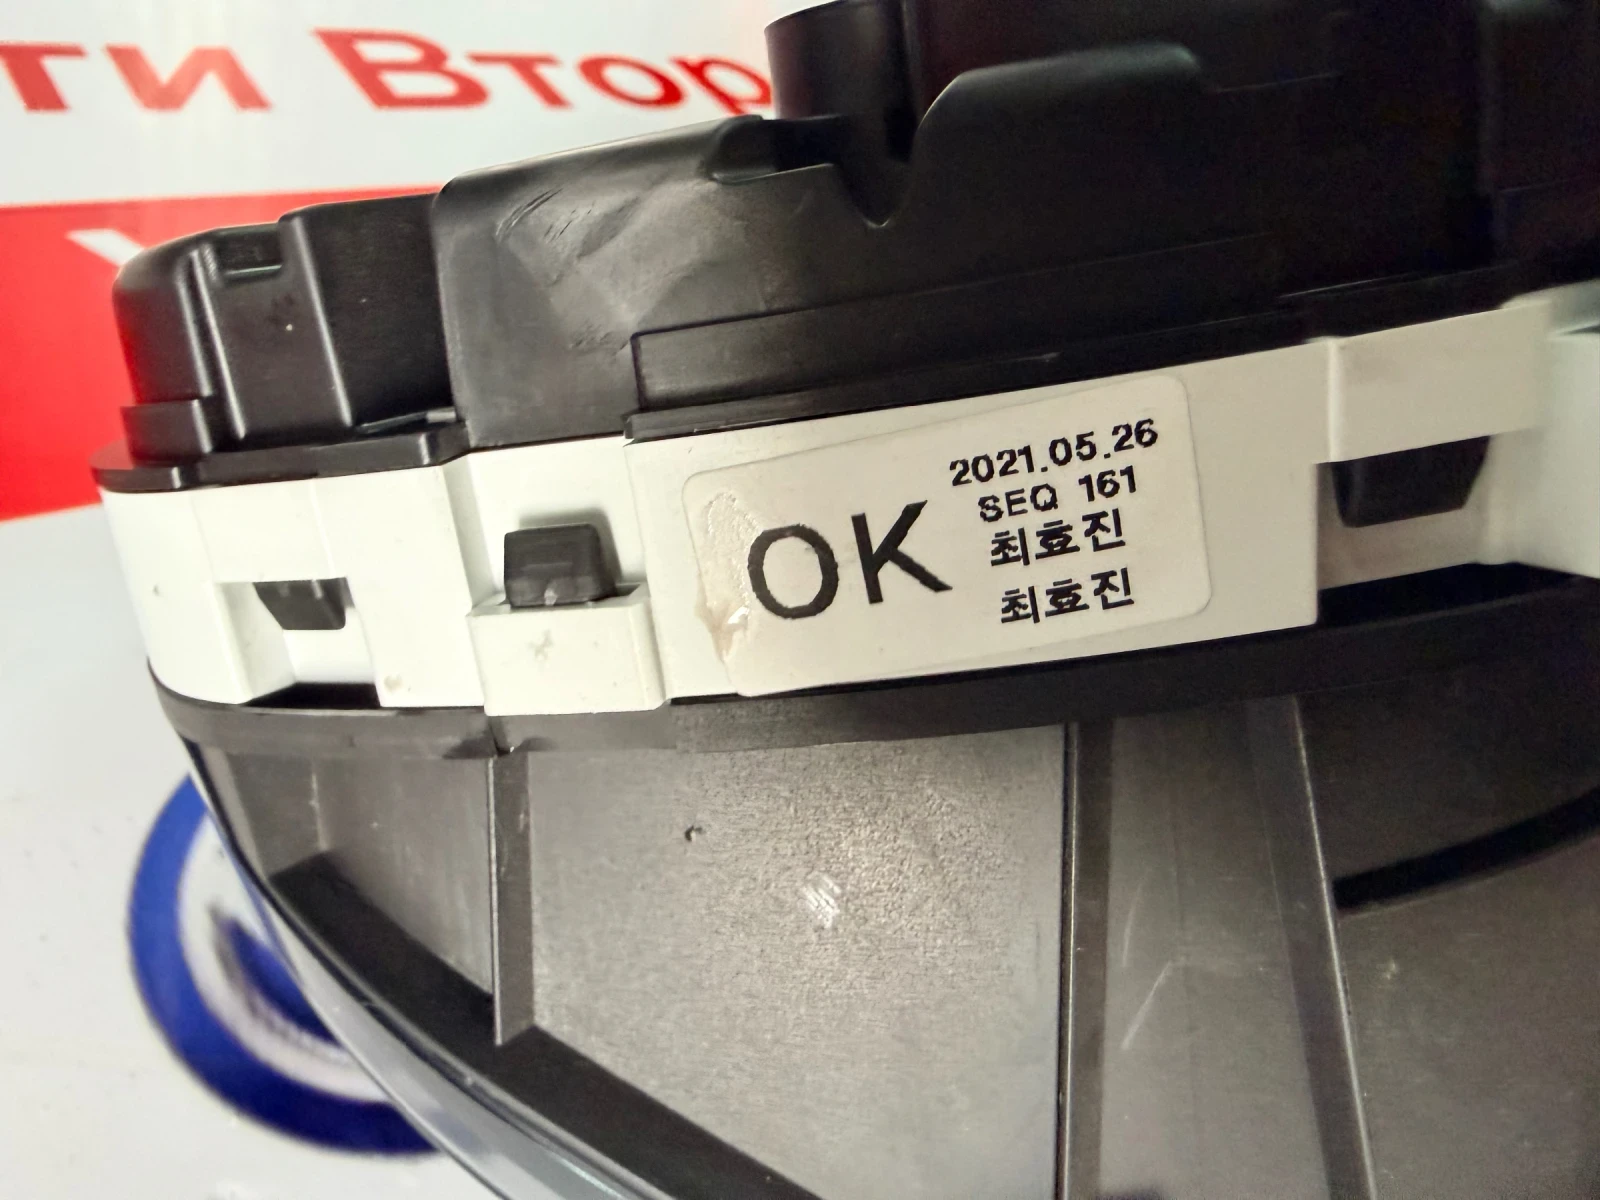 ти Втор
OK
2021.05.26
SEQ 161
최효진
최효진